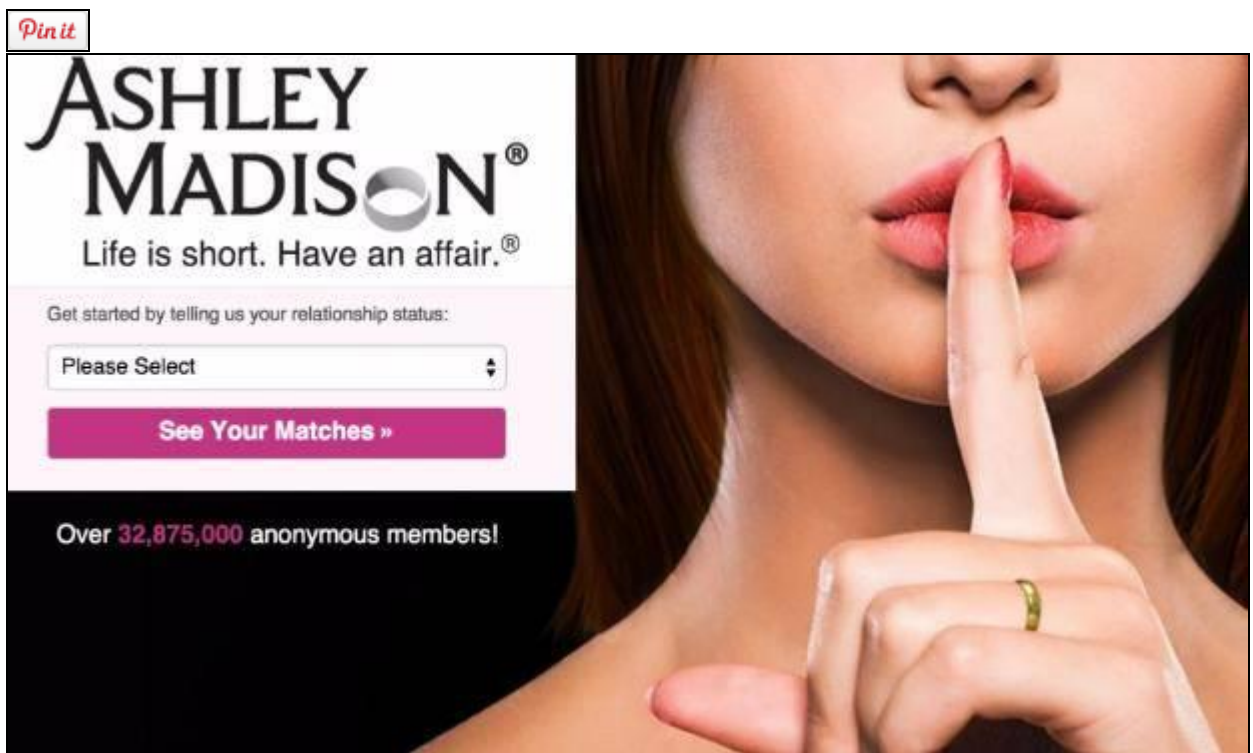 Pin it
ASHLEY
MADISON®
Life is short. Have an affair.®
Get started by telling us your relationship status:
Please Select
See Your Matches »
Over 32,875,000 anonymous members!